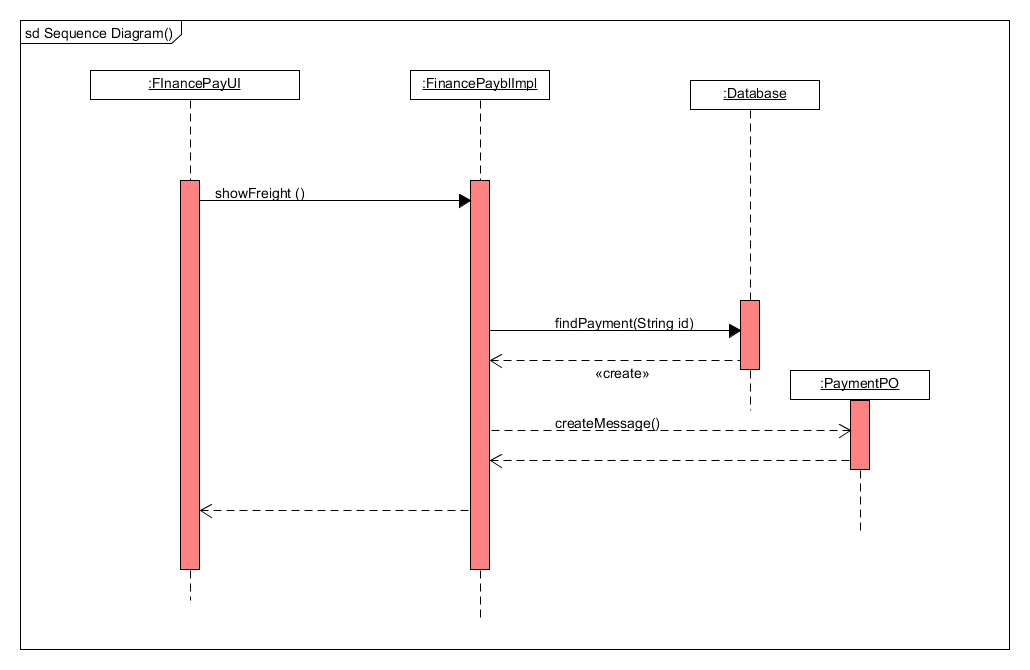 sd Sequence Diagram()
:FInancePayUI
:FinancePayblImpl
:Database
showFreight ()
findPayment(String id)
«create»
:PaymentPO
createMessage()